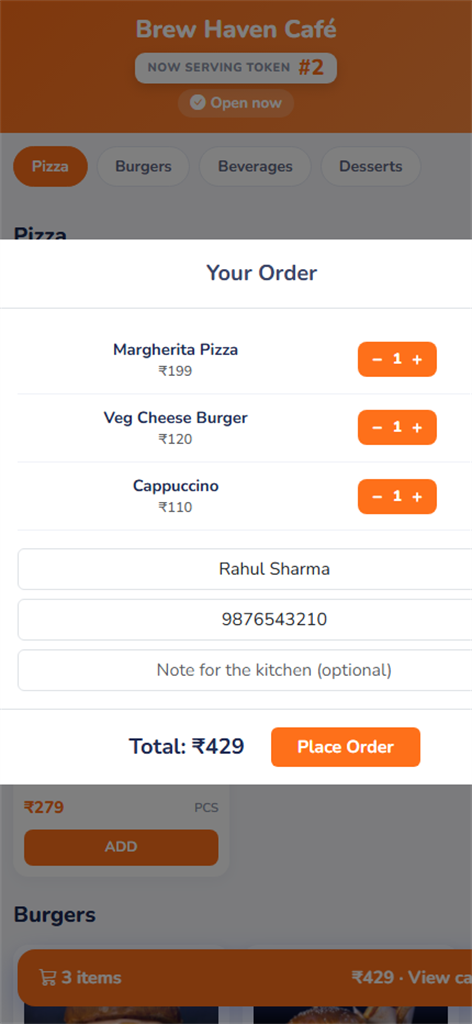 Brew Haven Café
NOW SERVING TOKEN #2
Open now
Pizza Burgers Beverages Desserts
Pizza
Your Order
Margherita Pizza
₹199
− 1 +
Veg Cheese Burger
₹120
− 1 +
Cappuccino
₹110
− 1 +
Rahul Sharma
9876543210
Note for the kitchen (optional)
Total: ₹429 Place Order
₹279 PCS
ADD
Burgers
3 items ₹429 · View ca